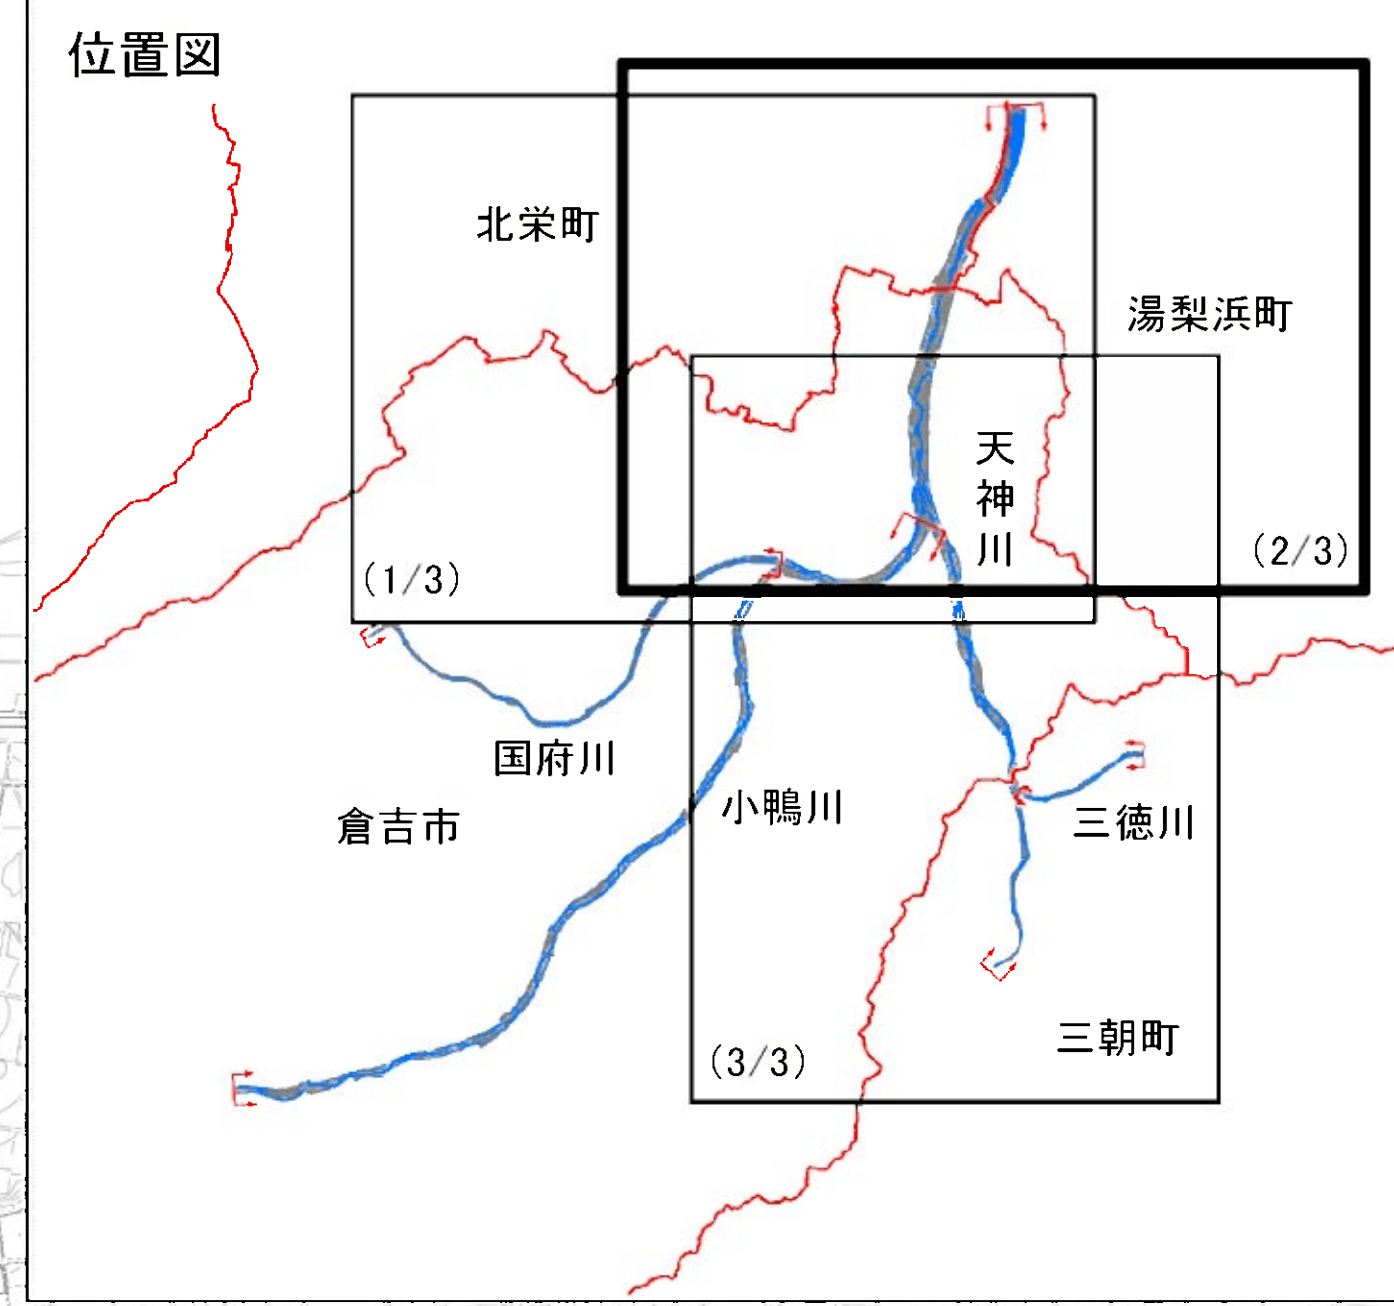 位置図
北栄町
湯梨浜町
天神川
(2/3)
(1/3)
国府川
小鴨川
三徳川
倉吉市
三朝町
(3/3)